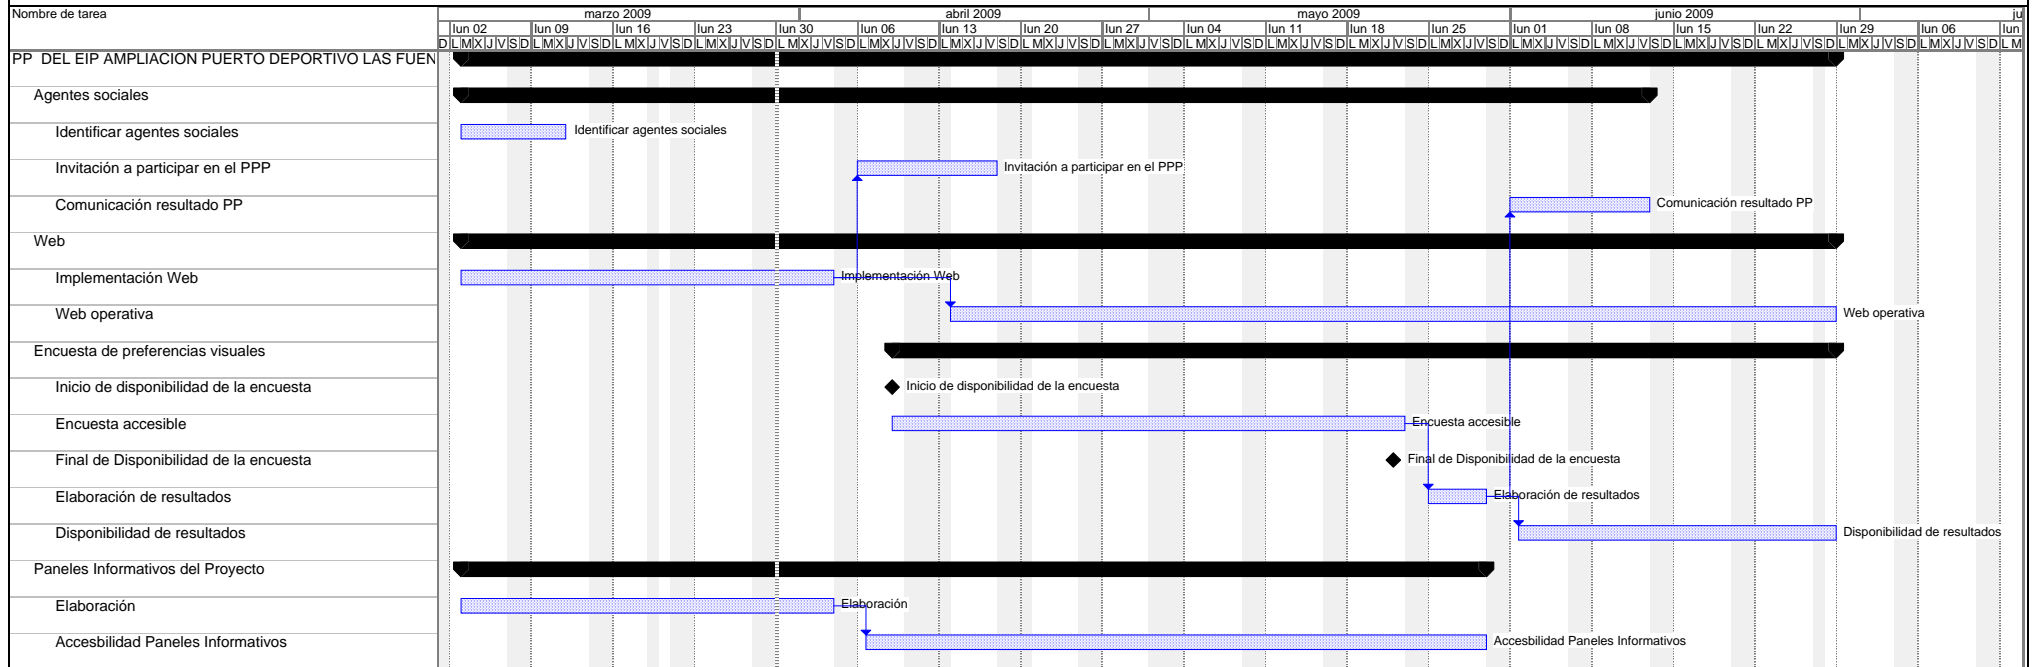 Nombre de tarea
marzo 2009 abril 2009 mayo 2009 junio 2009 ju
lun 02 lun 09 lun 16 lun 23 lun 30 lun 06 lun 13 lun 20 lun 27 lun 04 lun 11 lun 18 lun 25 lun 01 lun 08 lun 15 lun 22 lun 29 lun 06 lun
D L M X J V S D L M X J V S D L M X J V S D L M X J V S D L M X J V S D L M X J V S D L M X J V S D L M X J V S D L M X J V S D L M X J V S D L M X J V S D L M X J V S D L M X J V S D L M X J V S D L M X J V S D L M X J V S D L M X J V S D L M X J V S D L M X J V S D L M
PP DEL EIP AMPLIACION PUERTO DEPORTIVO LAS FUEN
Agentes sociales
Identificar agentes sociales Identificar agentes sociales
Invitación a participar en el PPP Invitación a participar en el PPP
Comunicación resultado PP Comunicación resultado PP
Web
Implementación Web Implementación Web
Web operativa Web operativa
Encuesta de preferencias visuales
Inicio de disponibilidad de la encuesta Inicio de disponibilidad de la encuesta
Encuesta accesible Encuesta accesible
Final de Disponibilidad de la encuesta Final de Disponibilidad de la encuesta
Elaboración de resultados Elaboración de resultados
Disponibilidad de resultados Disponibilidad de resultados
Paneles Informativos del Proyecto
Elaboración Elaboración
Accesbilidad Paneles Informativos Accesbilidad Paneles Informativos